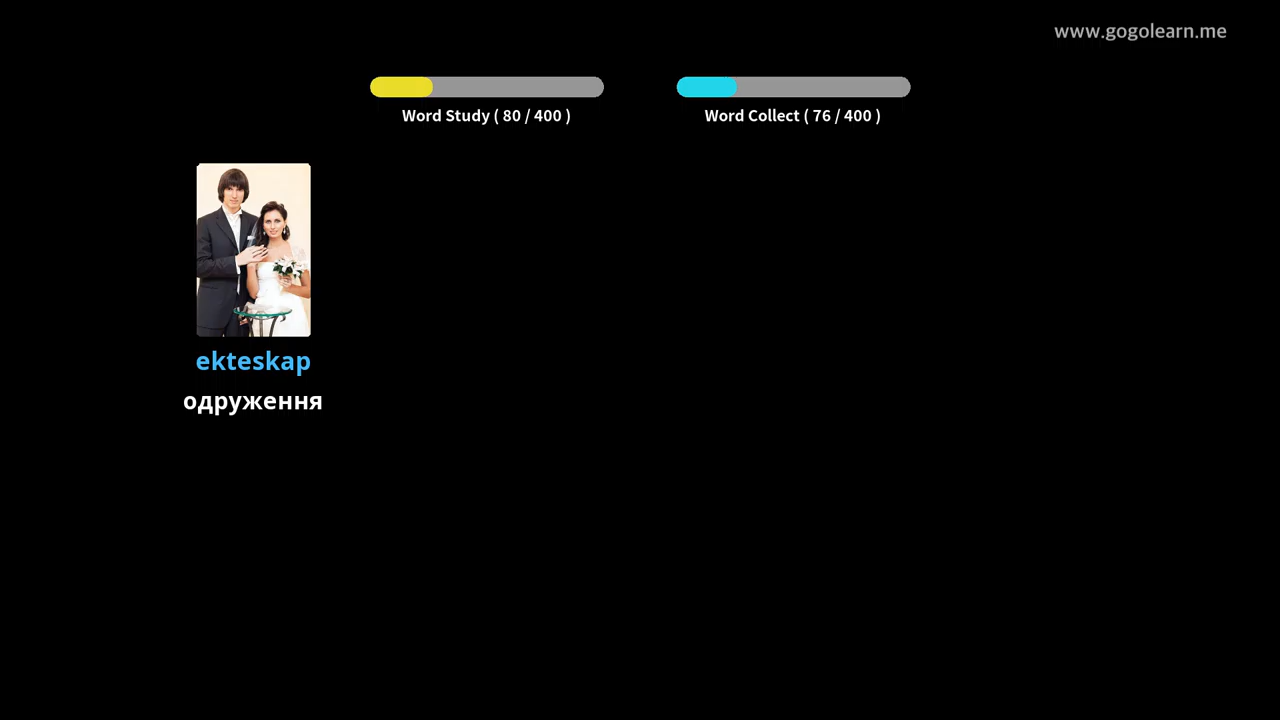 www.gogolearn.me
Word Study ( 80 / 400 )
Word Collect ( 76 / 400 )
ekteskap
одруження